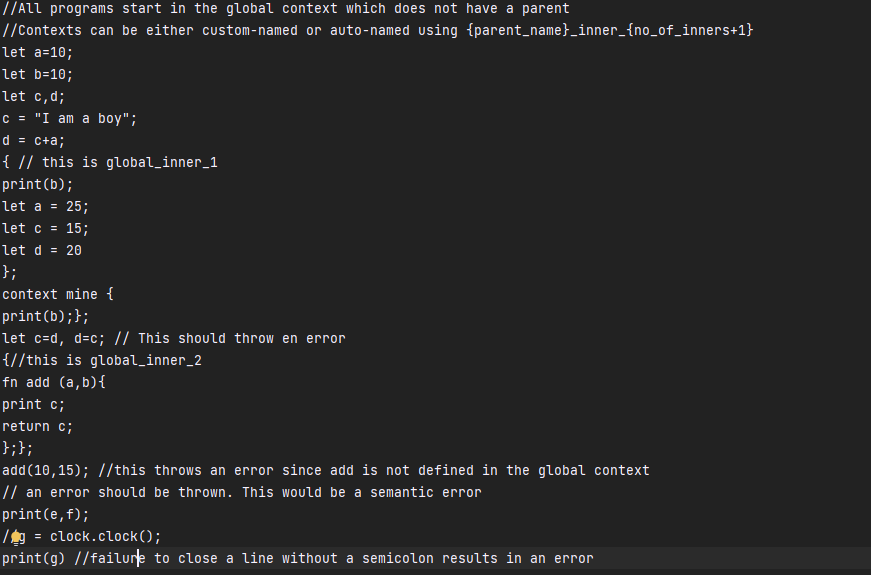 //All programs start in the global context which does not have a parent
//Contexts can be either custom-named or auto-named using {parent_name}_inner_{no_of_inners+1}
let a=10;
let b=10;
let c,d;
c = "I am a boy";
d = c+a;
{ // this is global_inner_1
print(b);
let a = 25;
let c = 15;
let d = 20
};
context mine {
print(b);};
let c=d, d=c; // This should throw en error
{//this is global_inner_2
fn add (a,b){
print c;
return c;
};};
add(10,15); //this throws an error since add is not defined in the global context
// an error should be thrown. This would be a semantic error
print(e,f);
= clock.clock();
print(g) //failure to close a line without a semicolon results in an error